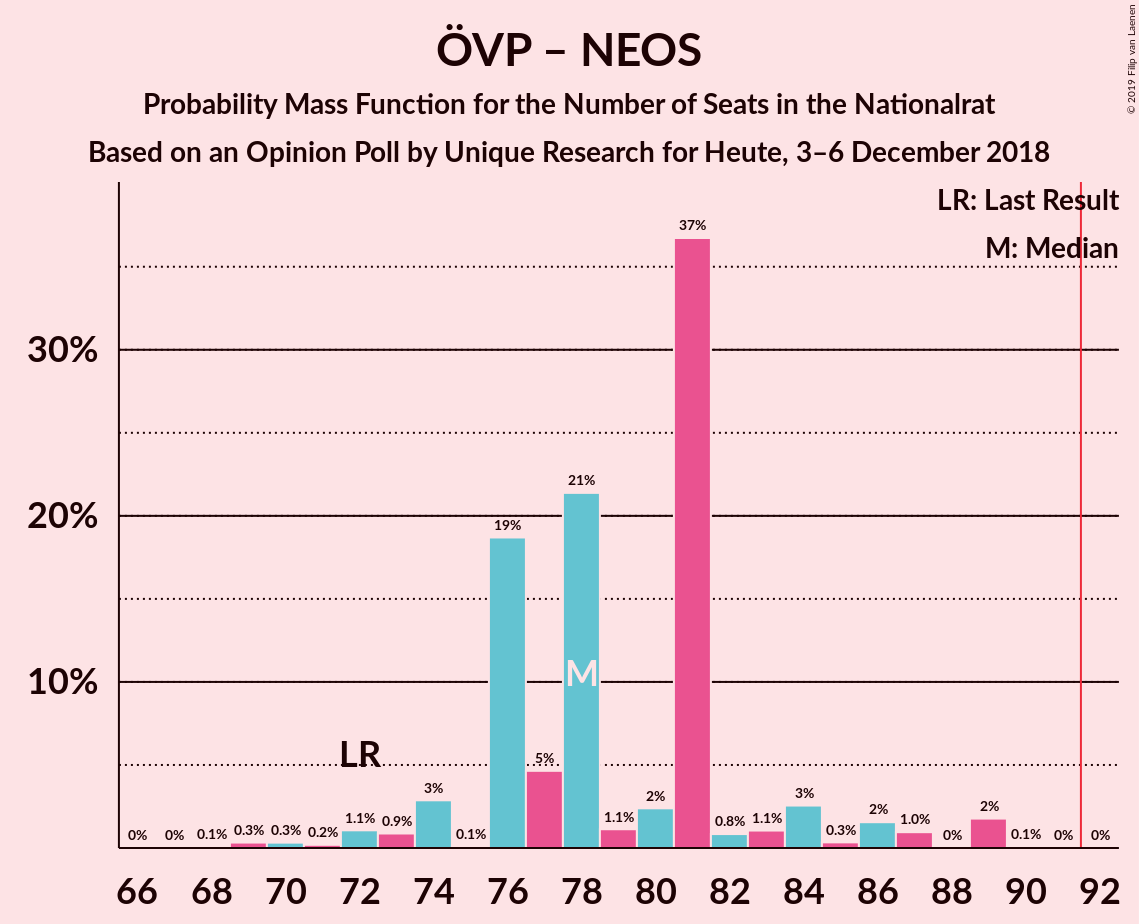 ÖVP – NEOS
Probability Mass Function for the Number of Seats in the Nationalrat
Based on an Opinion Poll by Unique Research for Heute, 3–6 December 2018
© 2019 Filip van Laenen
LR: Last Result
M: Median
37%
30%
21%
20%
19%
M
10%
LR
5%
3%
3%
2%
2%
2%
0% 0% 0.1% 0.3% 0.3% 0.2% 1.1% 0.9% 0.1% 1.1% 0.8% 1.1% 0.3% 1.0% 0% 0.1% 0% 0%
66 68 70 72 74 76 78 80 82 84 86 88 90 92